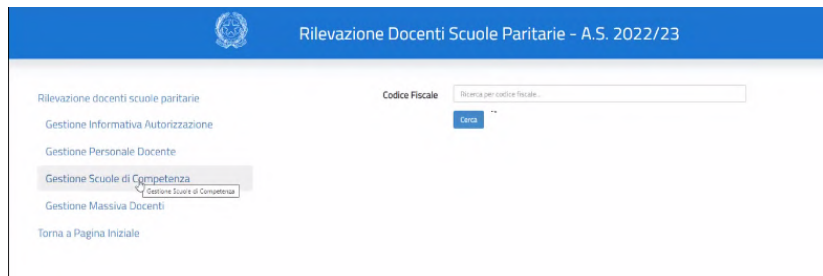 Rilevazione Docenti Scuole Paritarie - A.S. 2022/23
Rilevazione docenti scuole paritarie
Gestione Informativa Autorizzazione
Gestione Personale Docente
Gestione Scuole di Competenza
Gestione Scuole di Competenza
Gestione Massiva Docenti
Torna a Pagina Iniziale
Codice Fiscale
Ricerca per codice fiscale...
Cerca